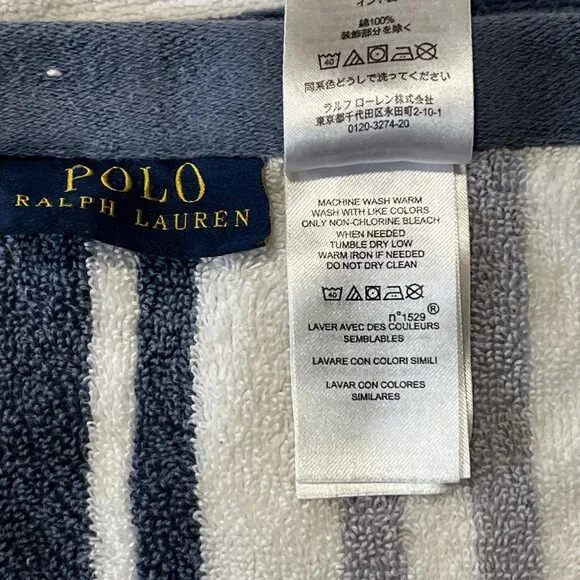 綿100%
装飾部分を除く
40
同系色どうしで洗ってください
ラルフ ローレン株式会社
東京都千代田区永田町2-10-1
0120-3274-20
POLO
RALPH LAUREN
MACHINE WASH WARM
WASH WITH LIKE COLORS
ONLY NON-CHLORINE BLEACH
WHEN NEEDED
TUMBLE DRY LOW
WARM IRON IF NEEDED
DO NOT DRY CLEAN
40
n°1529 ®
LAVER AVEC DES COULEURS
SEMBLABLES
LAVARE CON COLORI SIMILI
LAVAR CON COLORES
SIMILARES